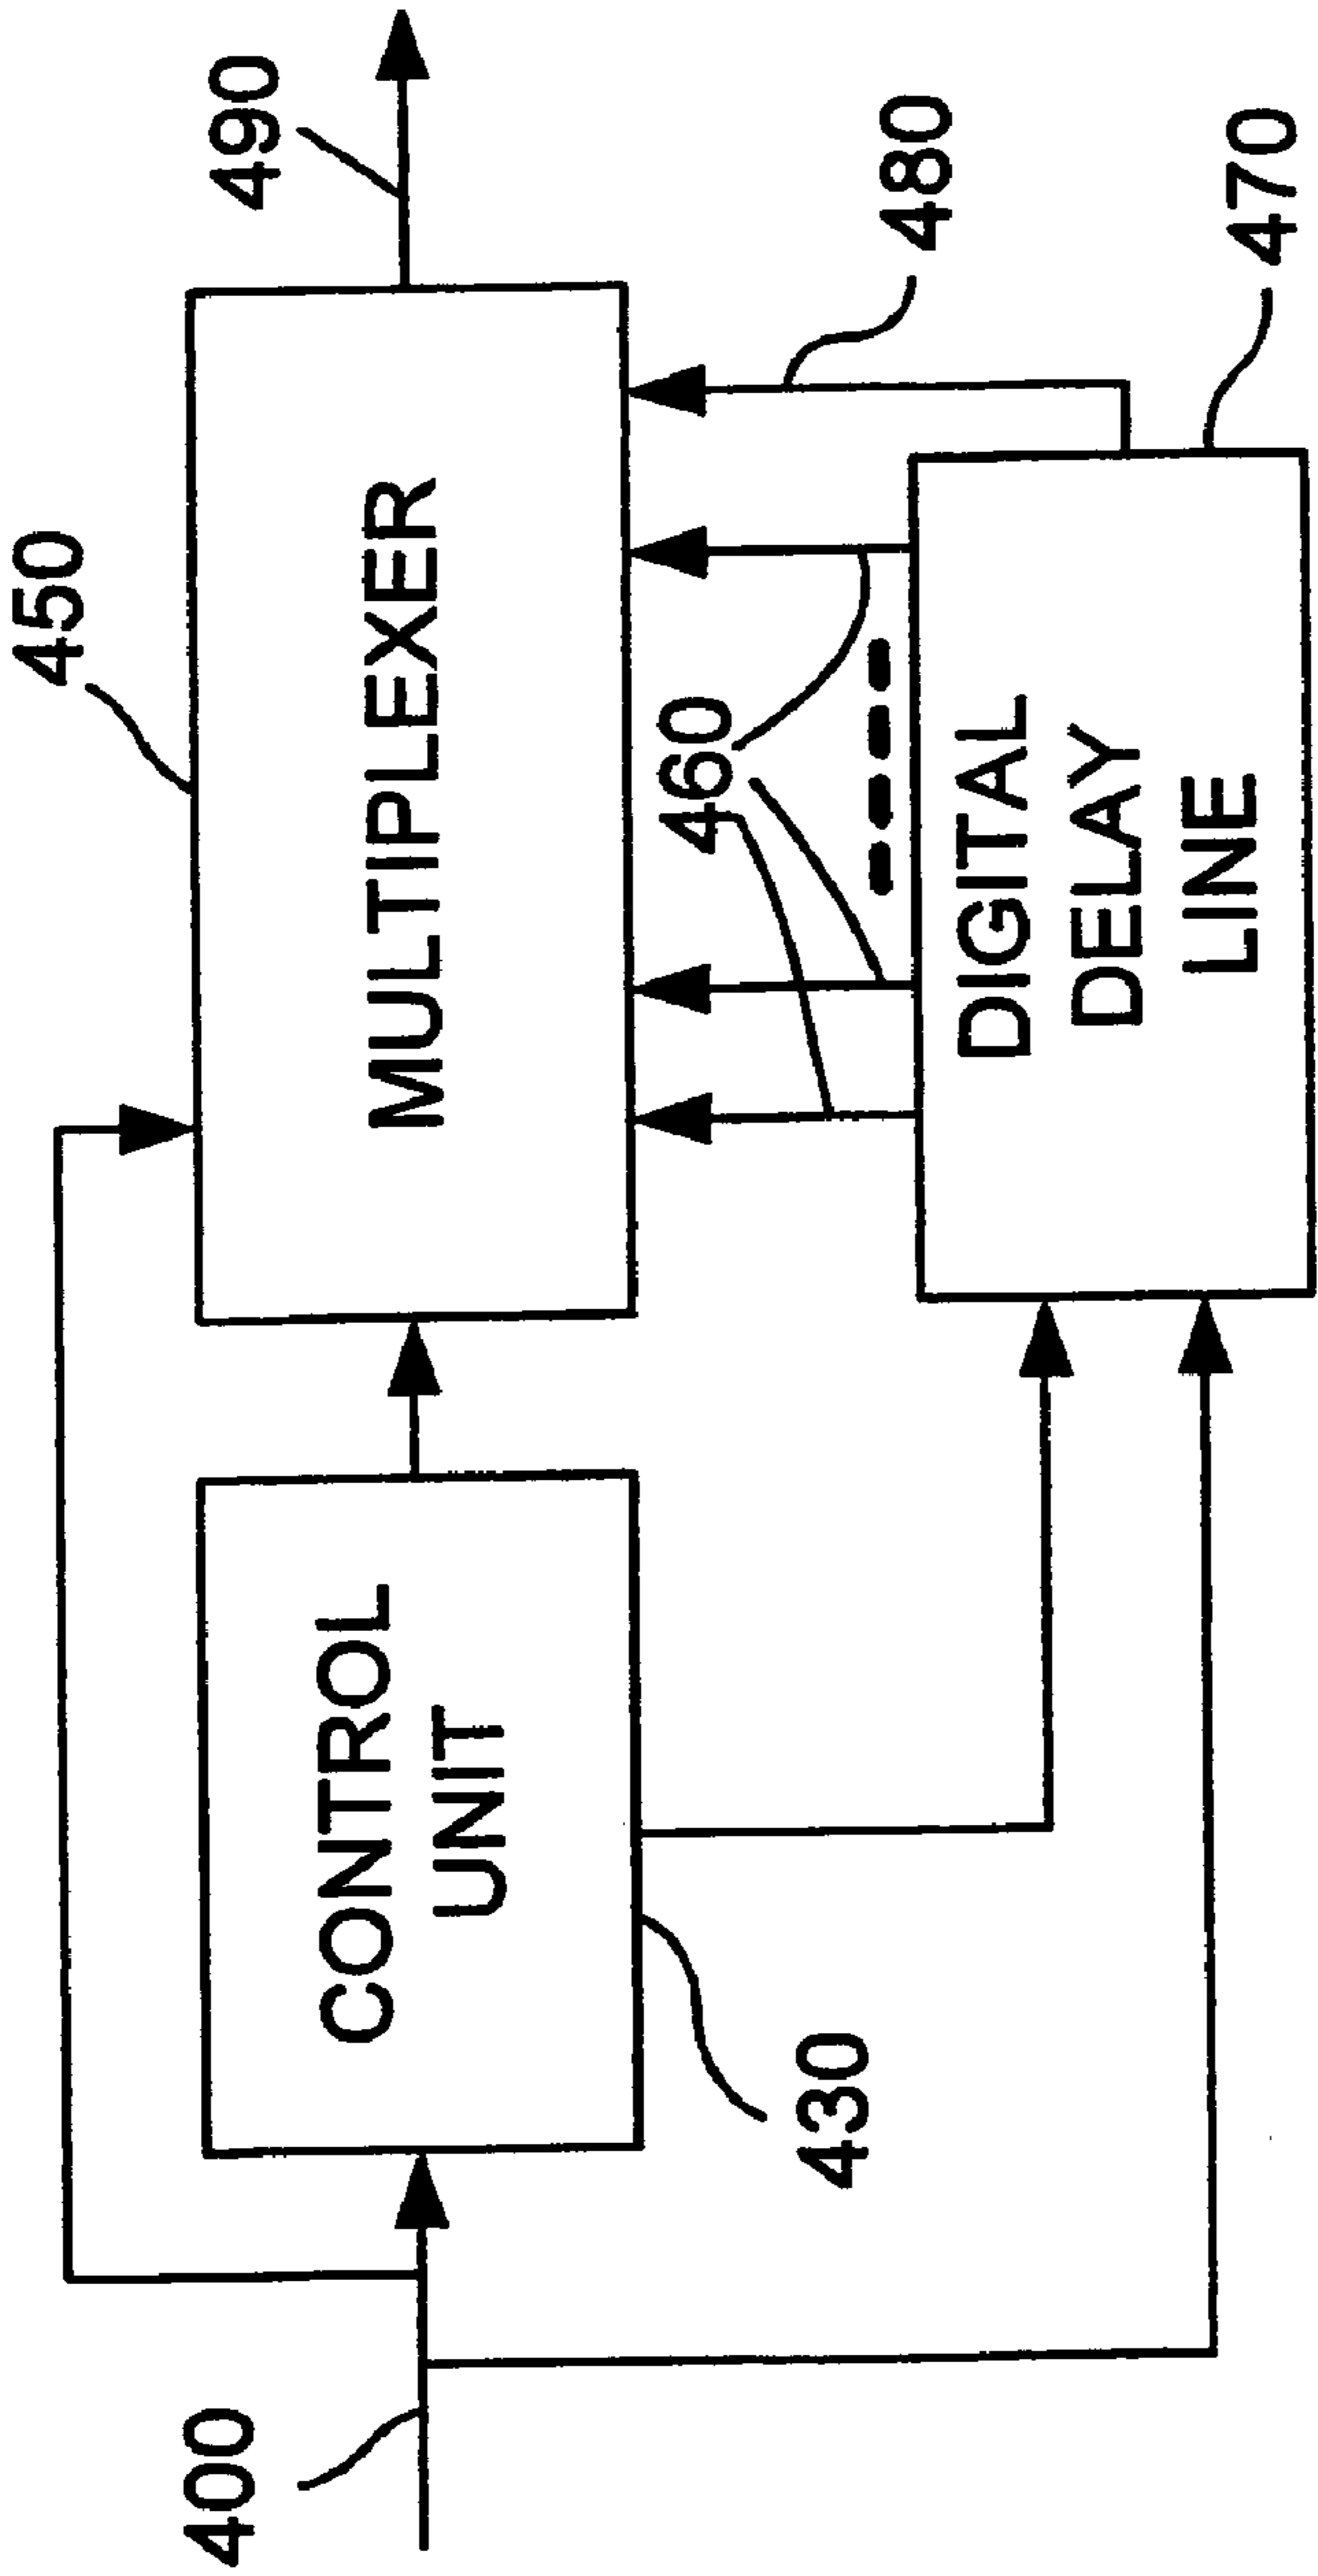 450
490
MULTIPLEXER
CONTROL
UNIT
400
460
480
430
DIGITAL
DELAY
LINE
470